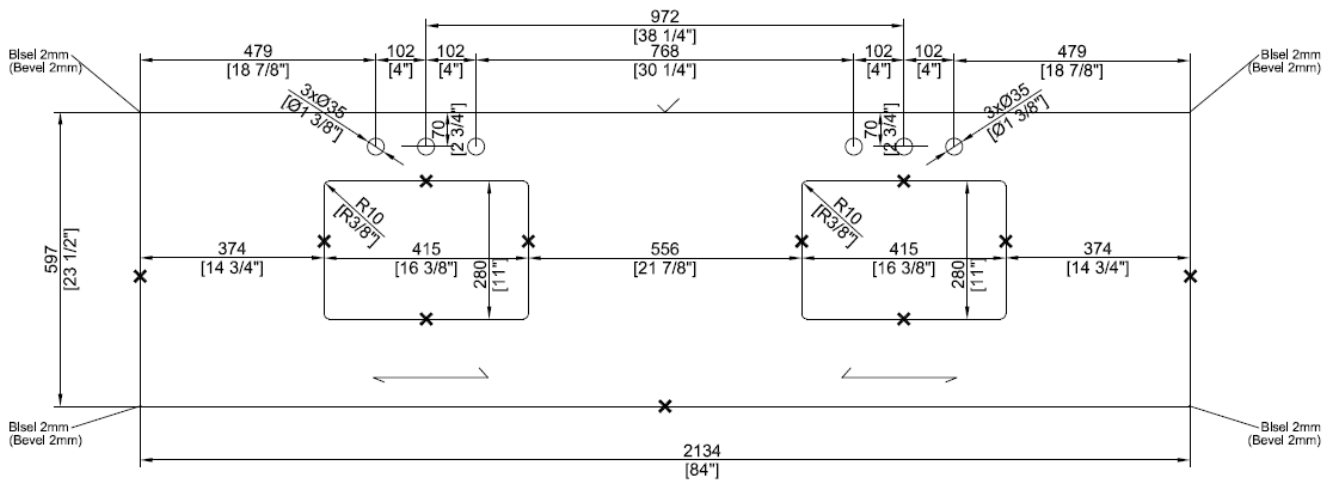 972
[38 1/4"]
Blsel 2mm
(Bevel 2mm)
479
[18 7/8"]
102
[4"]
102
[4"]
768
[30 1/4"]
102
[4"]
102
[4"]
479
[18 7/8"]
Blsel 2mm
(Bevel 2mm)
3xØ35
[Ø1 3/8"]
70
[2 3/4"]
70
[2 3/4"]
3xØ35
[Ø1 3/8"]
597
[23 1/2"]
R10
[R3/8"]
R10
[R3/8"]
374
[14 3/4"]
415
[16 3/8"]
280
[11"]
556
[21 7/8"]
415
[16 3/8"]
280
[11"]
374
[14 3/4"]
Blsel 2mm
(Bevel 2mm)
Blsel 2mm
(Bevel 2mm)
2134
[84"]